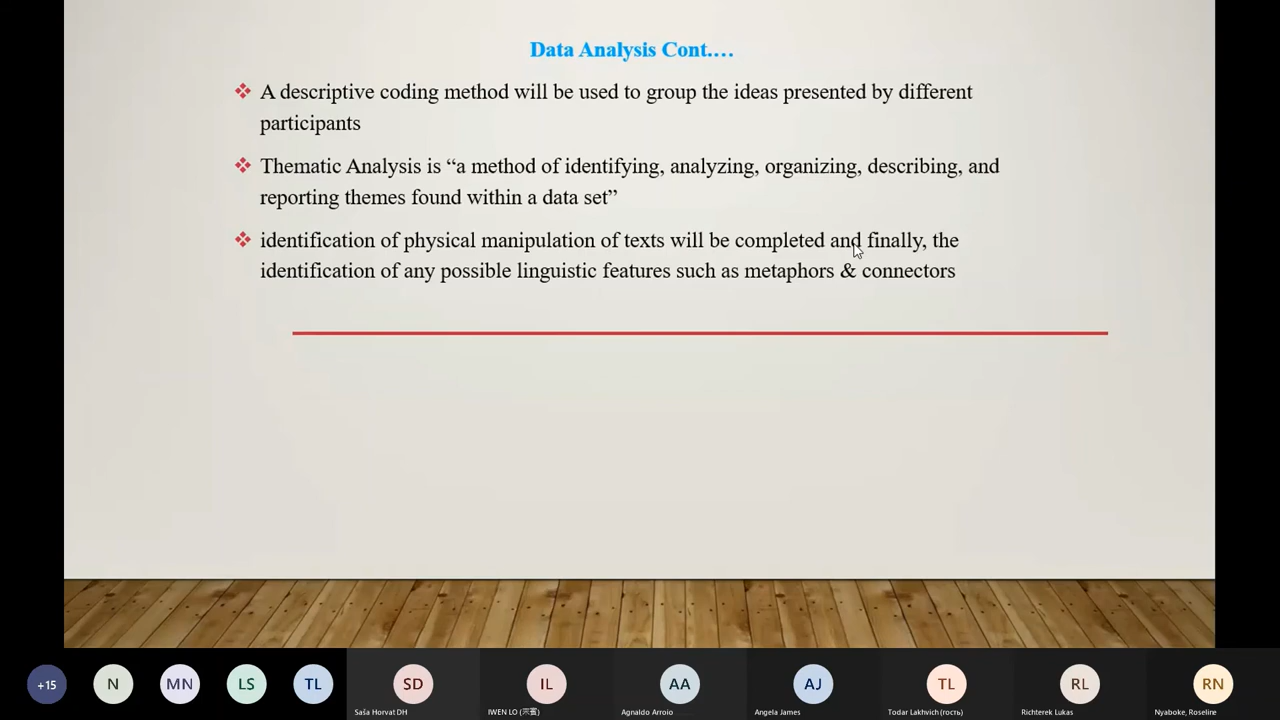 Data Analysis Cont.…
A descriptive coding method will be used to group the ideas presented by different
participants
Thematic Analysis is “a method of identifying, analyzing, organizing, describing, and
reporting themes found within a data set”
identification of physical manipulation of texts will be completed and finally, the
identification of any possible linguistic features such as metaphors & connectors
+15 N MN LS TL SD IL AA AJ TL RL RN
Saša Horvat DH IWEN LO Agnaldo Arroio Angela James Todar Lakhvich (гость) Richterek Lukas Nyaboke, Roseline